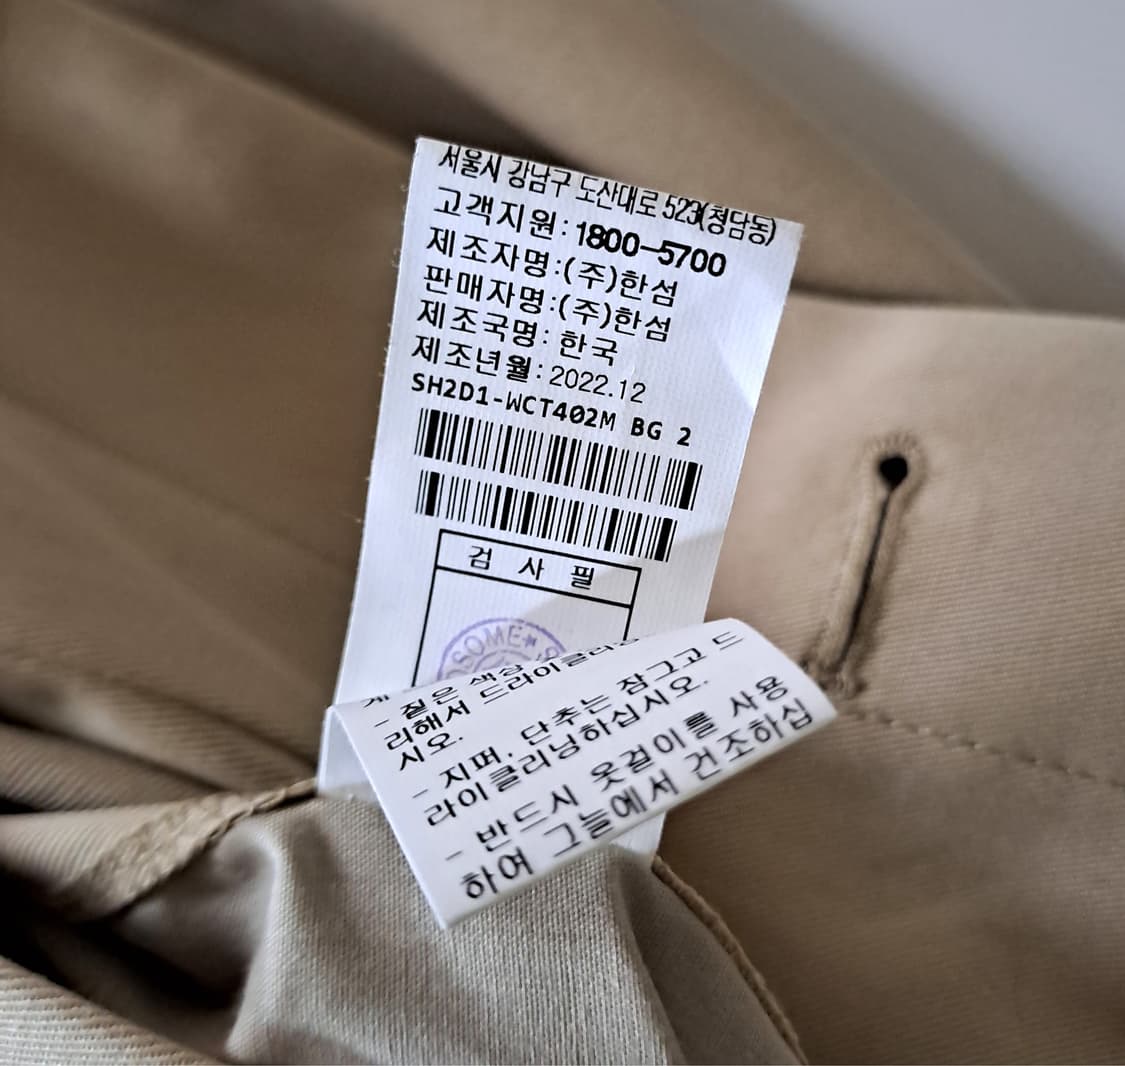 서울시 강남구 도산대로 523(청담동)
고객지원:1800-5700
제조자명:(주)한섬
판매자명:(주)한섬
제조국명: 한국
제조년월:2022.12
SH2D1-WCT402M BG 2
검 사 필
SOME
- 짙은 색상
리해서 드라이클리닝
시오.
- 지퍼, 단추는 잠그고 드
라이클리닝하십시오.
- 반드시 옷걸이를 사용
하여 그늘에서 건조하십